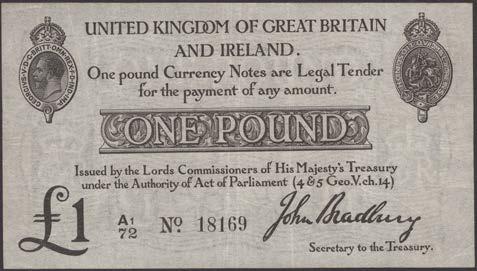 UNITED KINGDOM OF GREAT BRITAIN
AND IRELAND.
One pound Currency Notes are Legal Tender
for the payment of any amount.
ONE POUND
Issued by the Lords Commissioners of His Majesty's Treasury
under the Authority of Act of Parliament (4 & 5 Geo. V. ch. 14)
£1
A1
72
No. 18169
John Bradbury
Secretary to the Treasury.